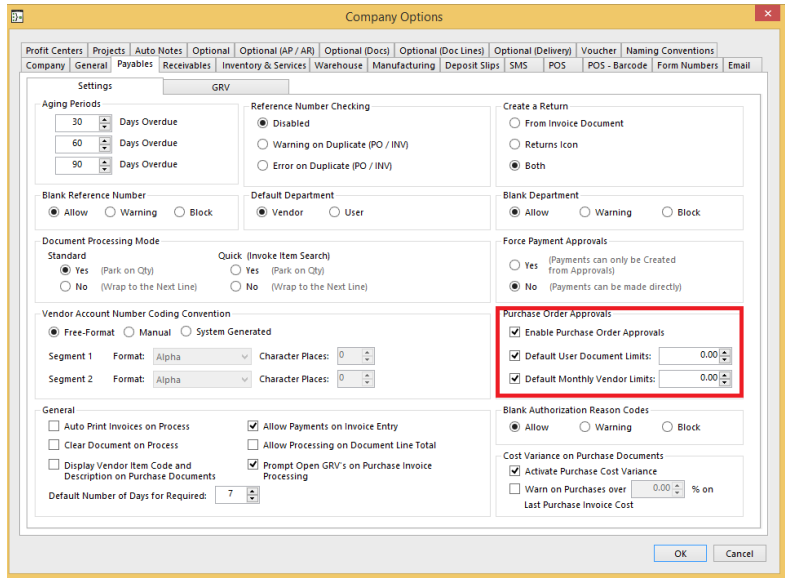 Company Options
Profit Centers Projects Auto Notes Optional Optional (AP / AR) Optional (Docs) Optional (Doc Lines) Optional (Delivery) Voucher Naming Conventions
Company General Payables Receivables Inventory & Services Warehouse Manufacturing Deposit Slips SMS POS POS - Barcode Form Numbers Email
Settings GRV
Aging Periods
30 Days Overdue
60 Days Overdue
90 Days Overdue
Reference Number Checking
Disabled
Warning on Duplicate (PO / INV)
Error on Duplicate (PO / INV)
Create a Return
From Invoice Document
Returns Icon
Both
Blank Reference Number
Allow Warning Block
Default Department
Vendor User
Blank Department
Allow Warning Block
Document Processing Mode
Standard Quick (Invoke Item Search)
Yes (Park on Qty) Yes (Park on Qty)
No (Wrap to the Next Line) No (Wrap to the Next Line)
Force Payment Approvals
Yes (Payments can only be Created
from Approvals)
No (Payments can be made directly)
Vendor Account Number Coding Convention
Free-Format Manual System Generated
Segment 1 Format: Alpha Character Places: 0
Segment 2 Format: Alpha Character Places: 0
Purchase Order Approvals
Enable Purchase Order Approvals
Default User Document Limits: 0.00
Default Monthly Vendor Limits: 0.00
General
Auto Print Invoices on Process Allow Payments on Invoice Entry
Clear Document on Process Allow Processing on Document Line Total
Display Vendor Item Code and Prompt Open GRV's on Purchase Invoice
Description on Purchase Documents Processing
Default Number of Days for Required: 7
Blank Authorization Reason Codes
Allow Warning Block
Cost Variance on Purchase Documents
Activate Purchase Cost Variance
Warn on Purchases over 0.00 % on
Last Purchase Invoice Cost
OK Cancel